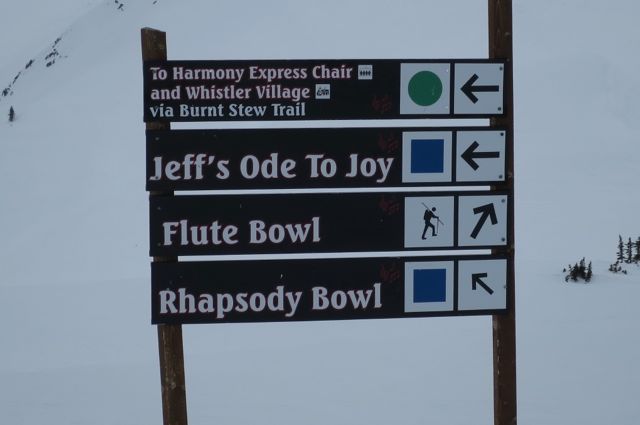 To Harmony Express Chair
and Whistler Village
via Burnt Stew Trail
Jeff's Ode To Joy
Flute Bowl
Rhapsody Bowl